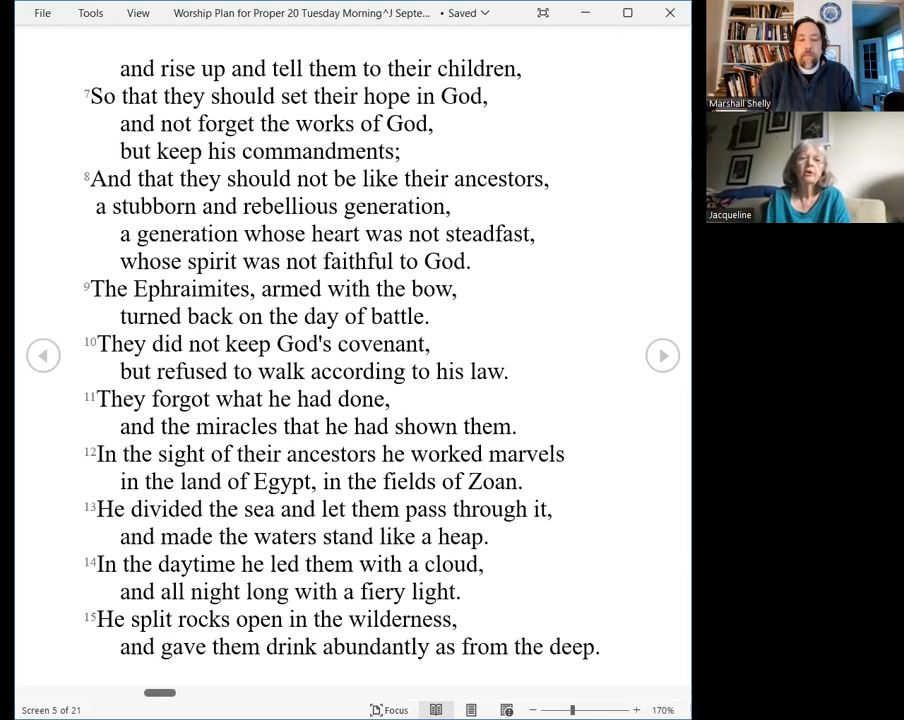 File Tools View Worship Plan for Proper 20 Tuesday Morning^J Septe... • Saved
and rise up and tell them to their children,
7So that they should set their hope in God,
and not forget the works of God,
but keep his commandments;
8And that they should not be like their ancestors,
a stubborn and rebellious generation,
a generation whose heart was not steadfast,
whose spirit was not faithful to God.
9The Ephraimites, armed with the bow,
turned back on the day of battle.
10They did not keep God's covenant,
but refused to walk according to his law.
11They forgot what he had done,
and the miracles that he had shown them.
12In the sight of their ancestors he worked marvels
in the land of Egypt, in the fields of Zoan.
13He divided the sea and let them pass through it,
and made the waters stand like a heap.
14In the daytime he led them with a cloud,
and all night long with a fiery light.
15He split rocks open in the wilderness,
and gave them drink abundantly as from the deep.
Screen 5 of 21 Focus 170%
Marshall Shelly
Jacqueline